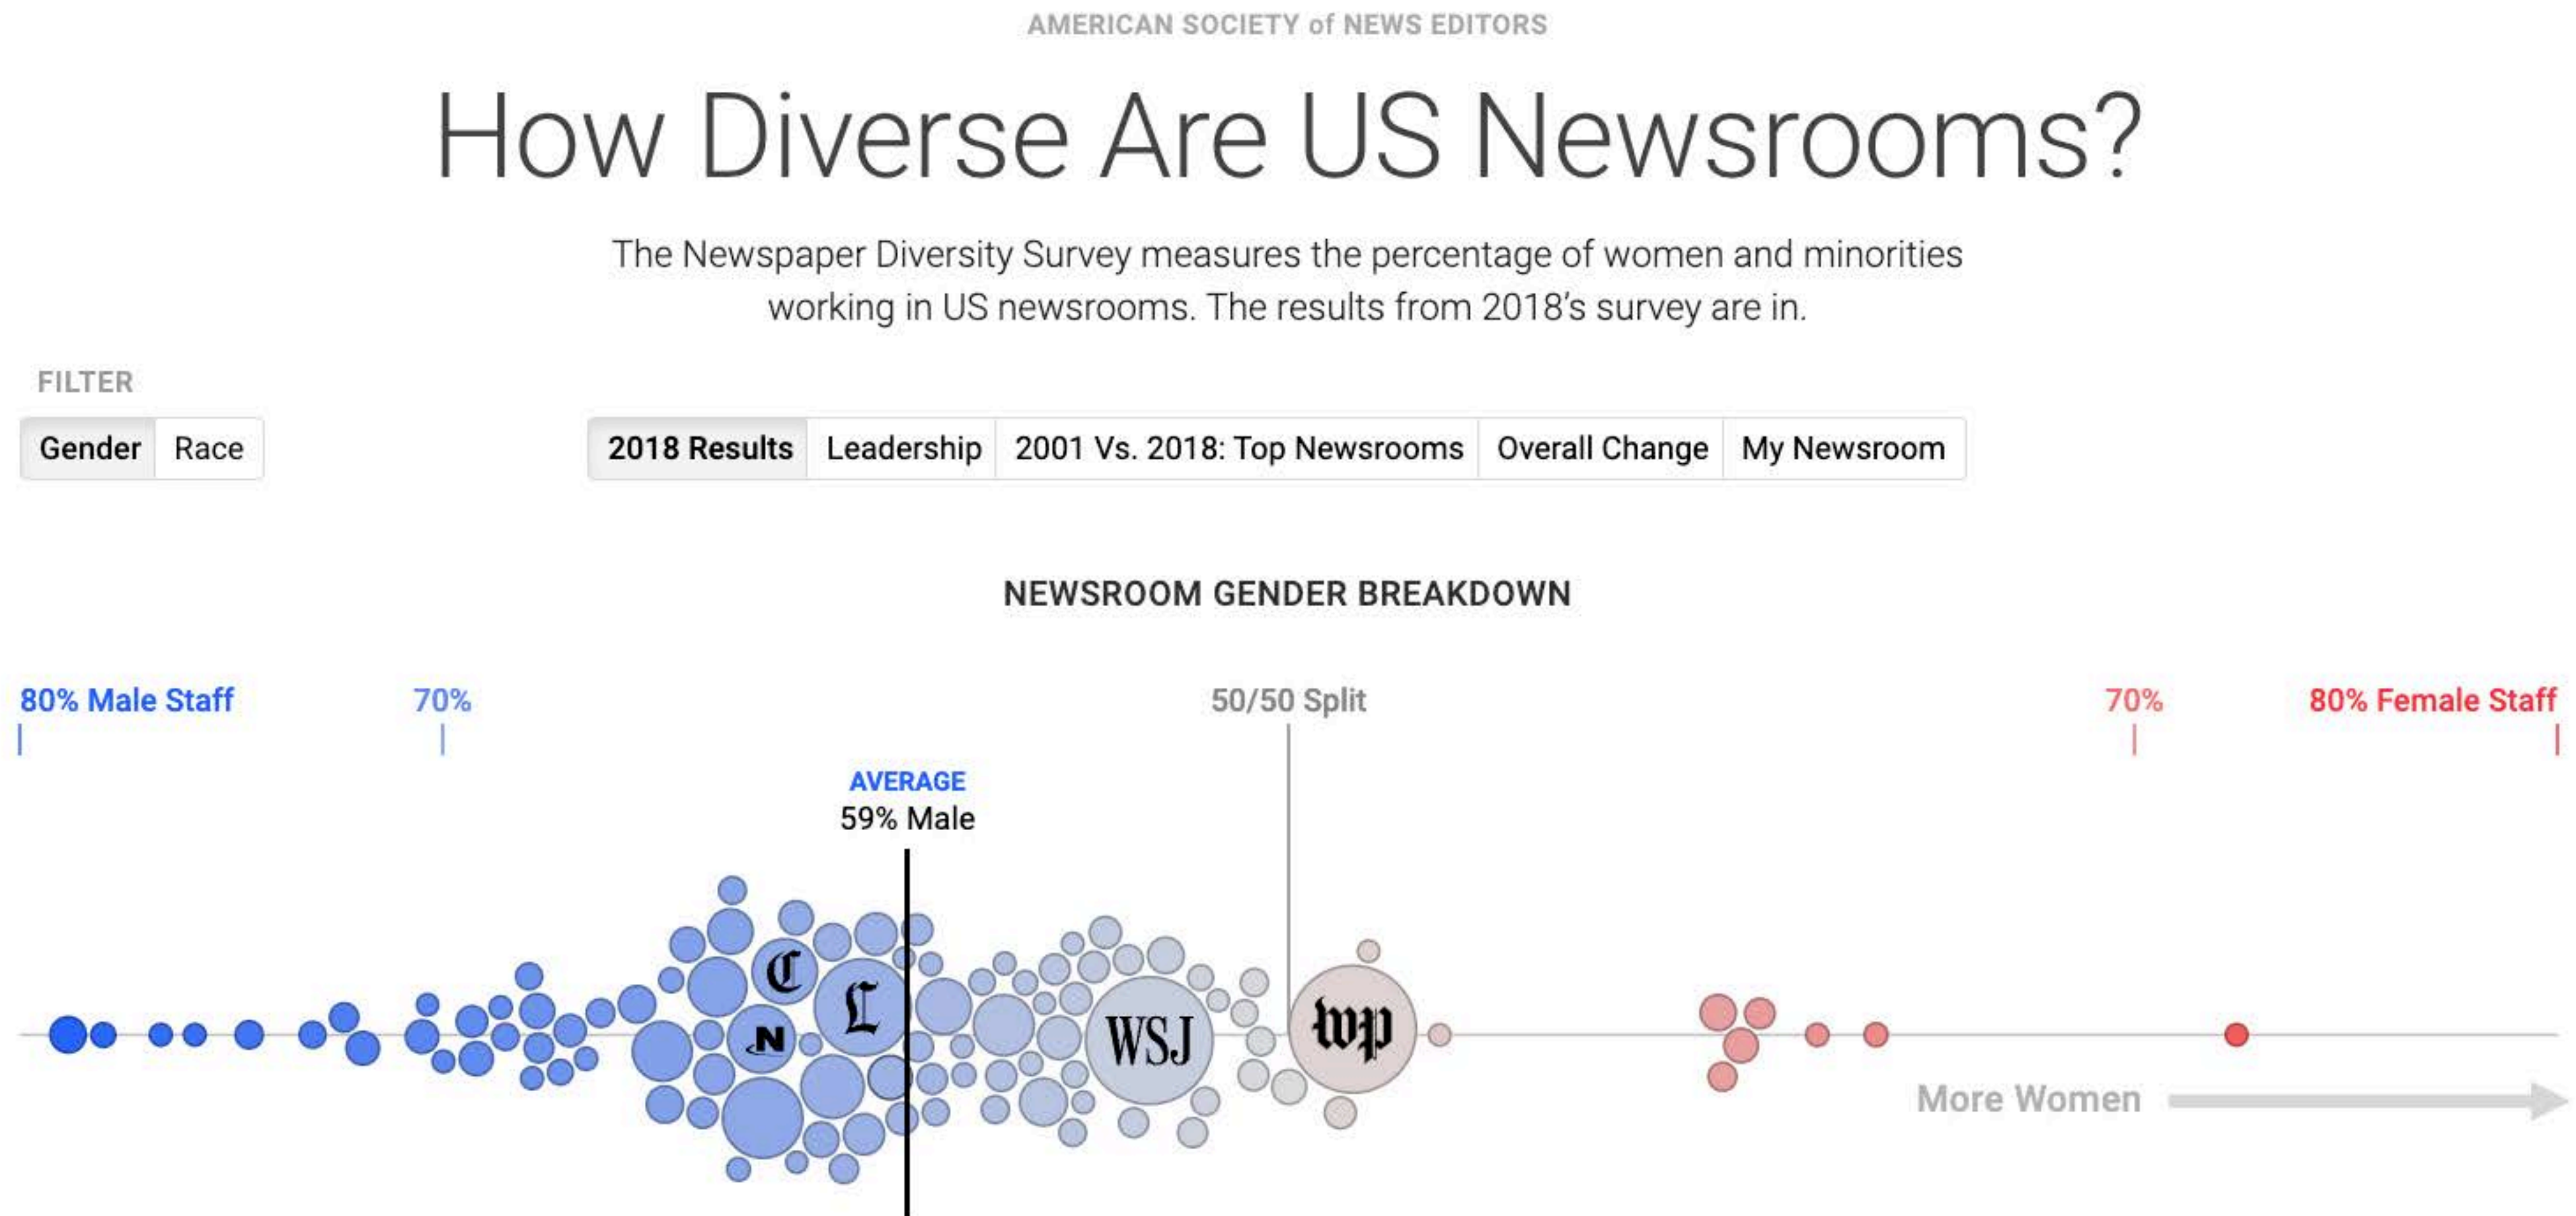 AMERICAN SOCIETY of NEWS EDITORS
How Diverse Are US Newsrooms?
The Newspaper Diversity Survey measures the percentage of women and minorities
working in US newsrooms. The results from 2018's survey are in.
FILTER
Gender Race
2018 Results Leadership 2001 Vs. 2018: Top Newsrooms Overall Change My Newsroom
NEWSROOM GENDER BREAKDOWN
80% Male Staff 70% 50/50 Split 70% 80% Female Staff
AVERAGE
59% Male
C
L
N
WSJ
wp
More Women